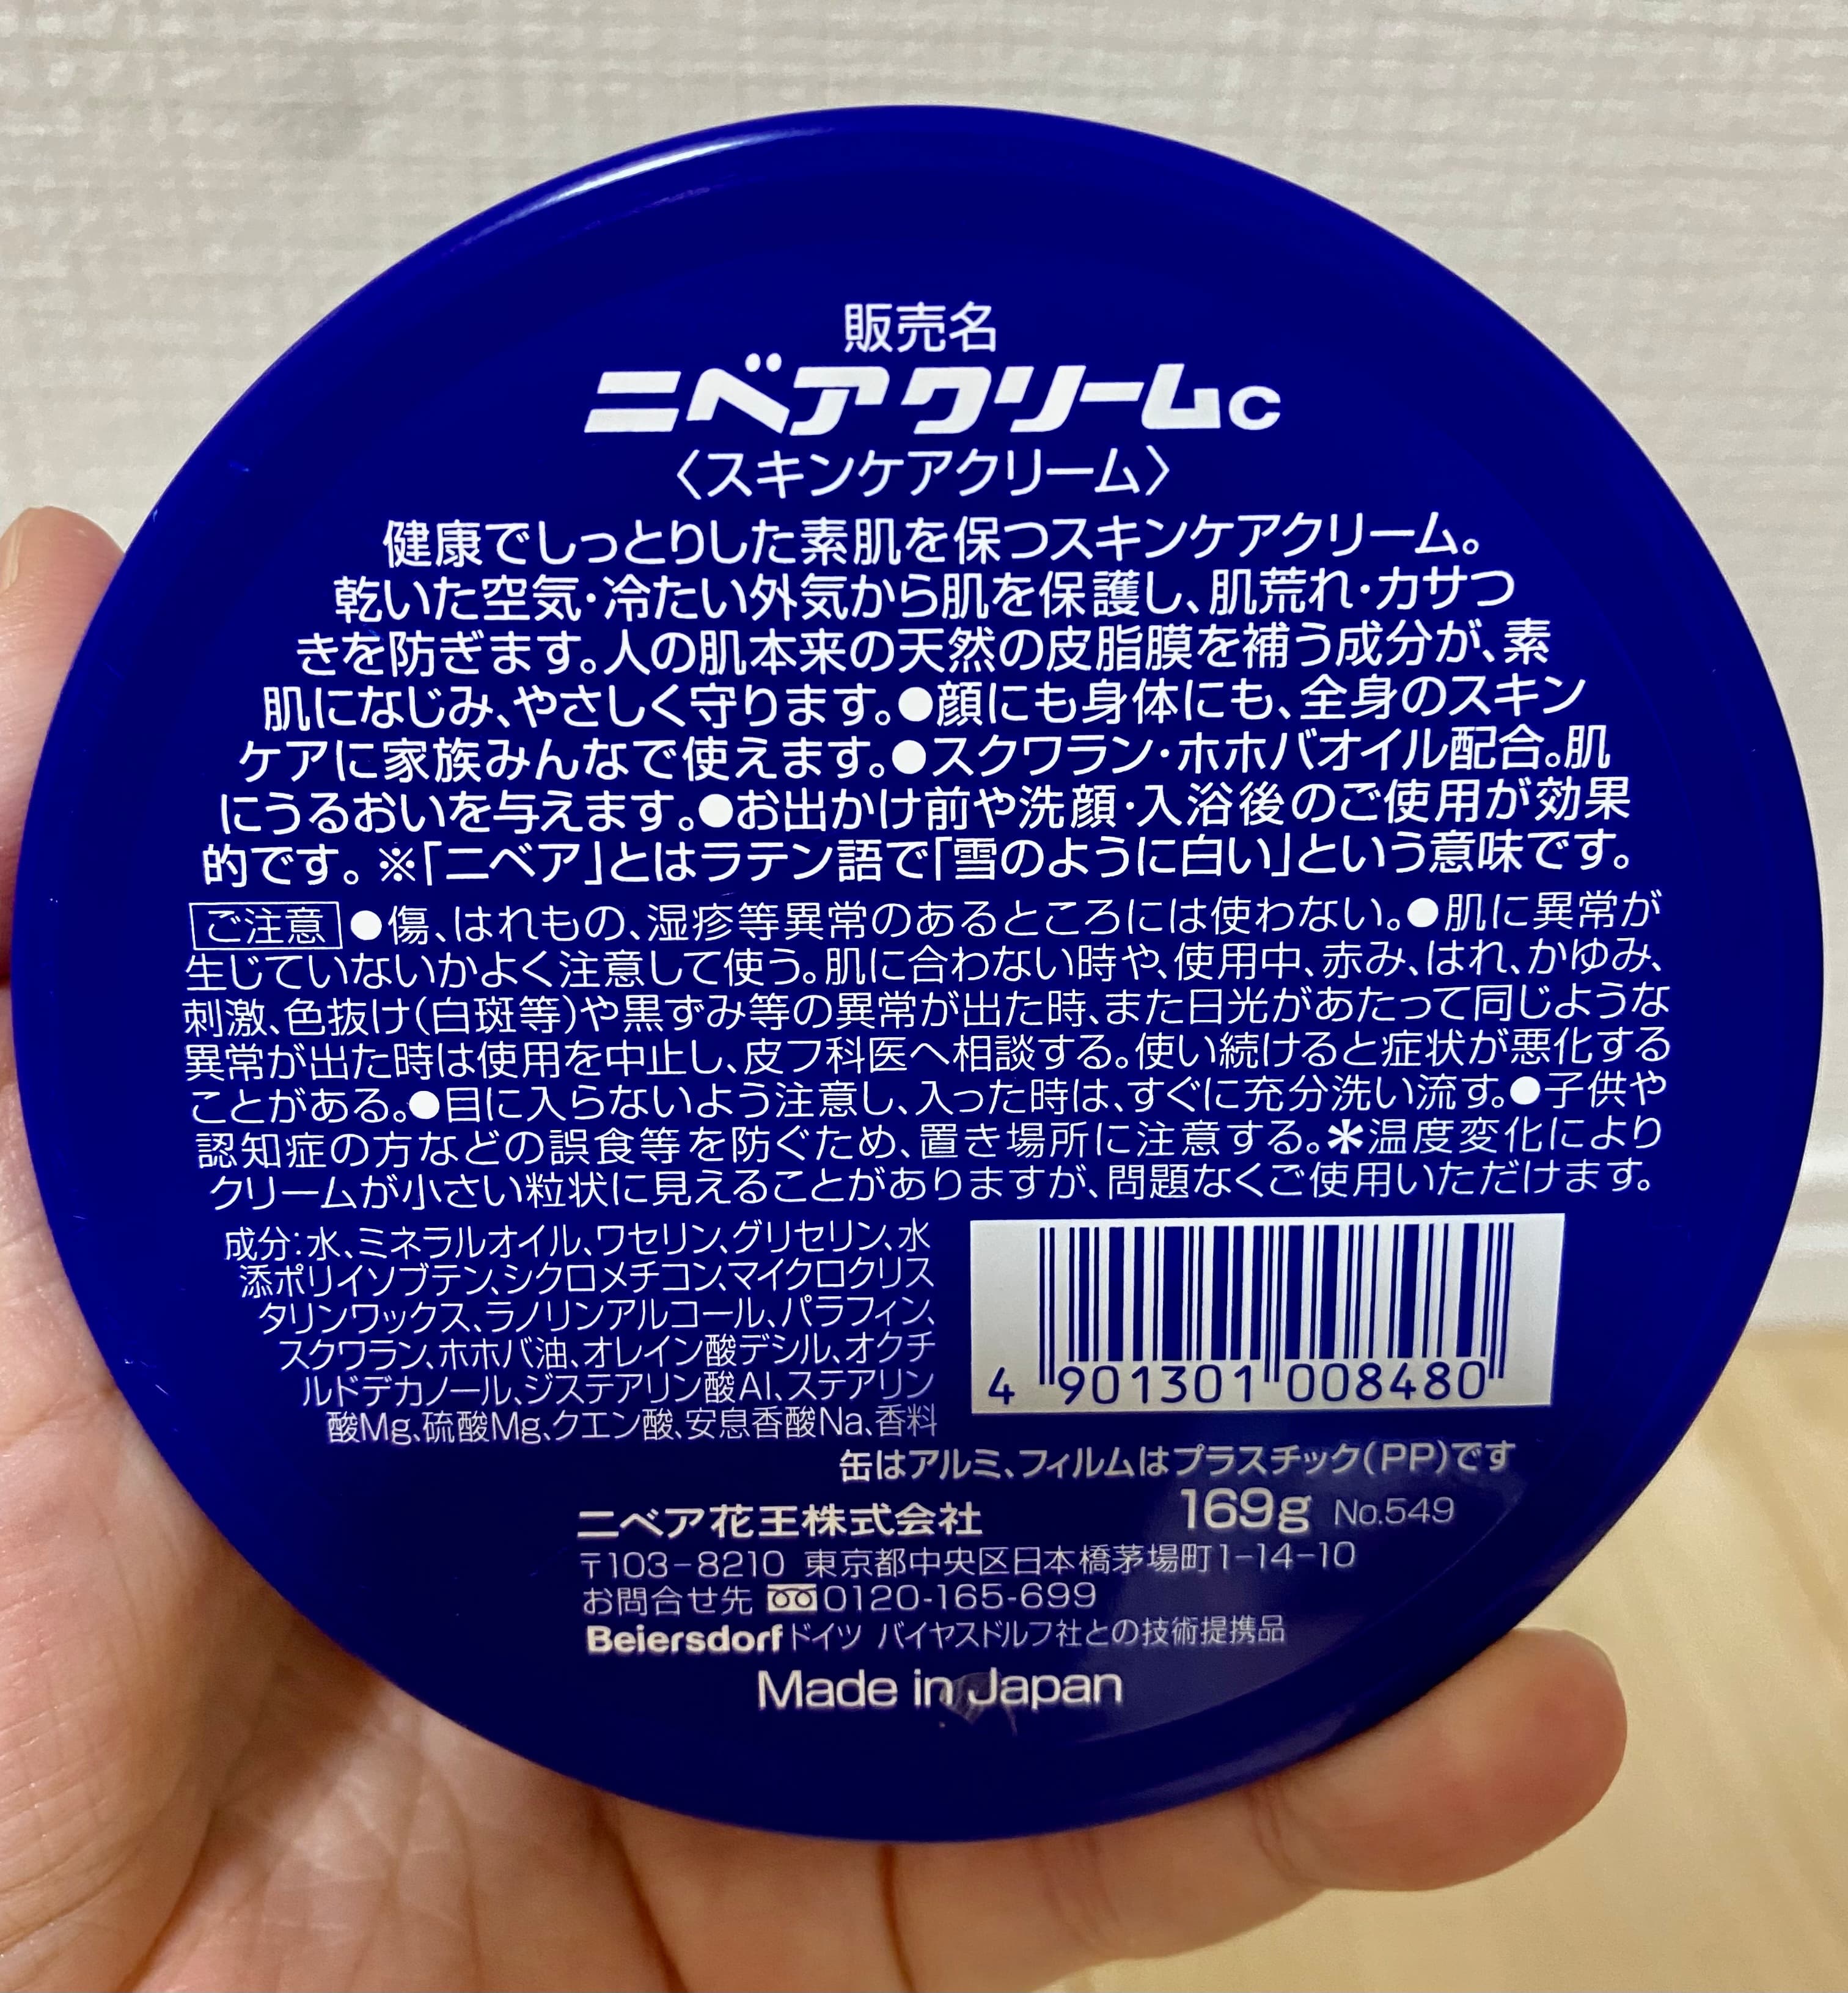 販売名
ニベアクリームc
〈スキンケアクリーム〉
健康でしっとりした素肌を保つスキンケアクリーム。
乾いた空気・冷たい外気から肌を保護し、肌荒れ・カサつ
きを防ぎます。人の肌本来の天然の皮脂膜を補う成分が、素
肌になじみ、やさしく守ります。●顔にも身体にも、全身のスキン
ケアに家族みんなで使えます。●スクワラン・ホホバオイル配合。肌
にうるおいを与えます。●お出かけ前や洗顔・入浴後のご使用が効果
的です。※「ニベア」とはラテン語で「雪のように白い」という意味です。
ご注意 ●傷、はれもの、湿疹等異常のあるところには使わない。●肌に異常が
生じていないかよく注意して使う。肌に合わない時や、使用中、赤み、はれ、かゆみ、
刺激、色抜け(白斑等)や黒ずみ等の異常が出た時、また日光があたって同じような
異常が出た時は使用を中止し、皮フ科医へ相談する。使い続けると症状が悪化する
ことがある。●目に入らないよう注意し、入った時は、すぐに充分洗い流す。●子供や
認知症の方などの誤食等を防ぐため、置き場所に注意する。＊温度変化により
クリームが小さい粒状に見えることがありますが、問題なくご使用いただけます。
成分:水、ミネラルオイル、ワセリン、グリセリン、水
添ポリイソブテン、シクロメチコン、マイクロクリス
タリンワックス、ラノリンアルコール、パラフィン、
スクワラン、ホホバ油、オレイン酸デシル、オクチ
ルドデカノール、ジステアリン酸Al、ステアリン
酸Mg、硫酸Mg、クエン酸、安息香酸Na、香料
4 901301 008480
缶はアルミ、フィルムはプラスチック(PP)です
169g No.549
ニベア花王株式会社
〒103-8210 東京都中央区日本橋茅場町1-14-10
お問合せ先 0120-165-699
Beiersdorf ドイツ バイヤスドルフ社との技術提携品
Made in Japan